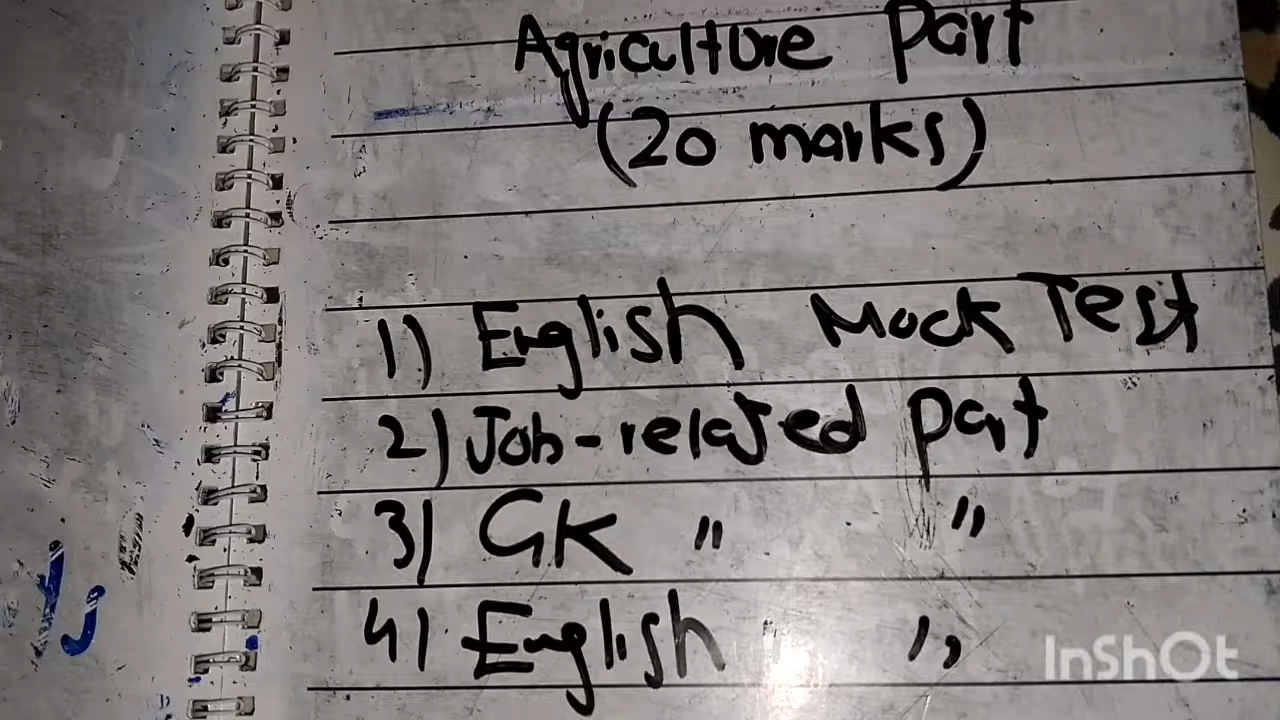 Agriculture Part
(20 marks)
1) English Mock Test
2) Job-related part
3) GK " "
4) English "
InShOt